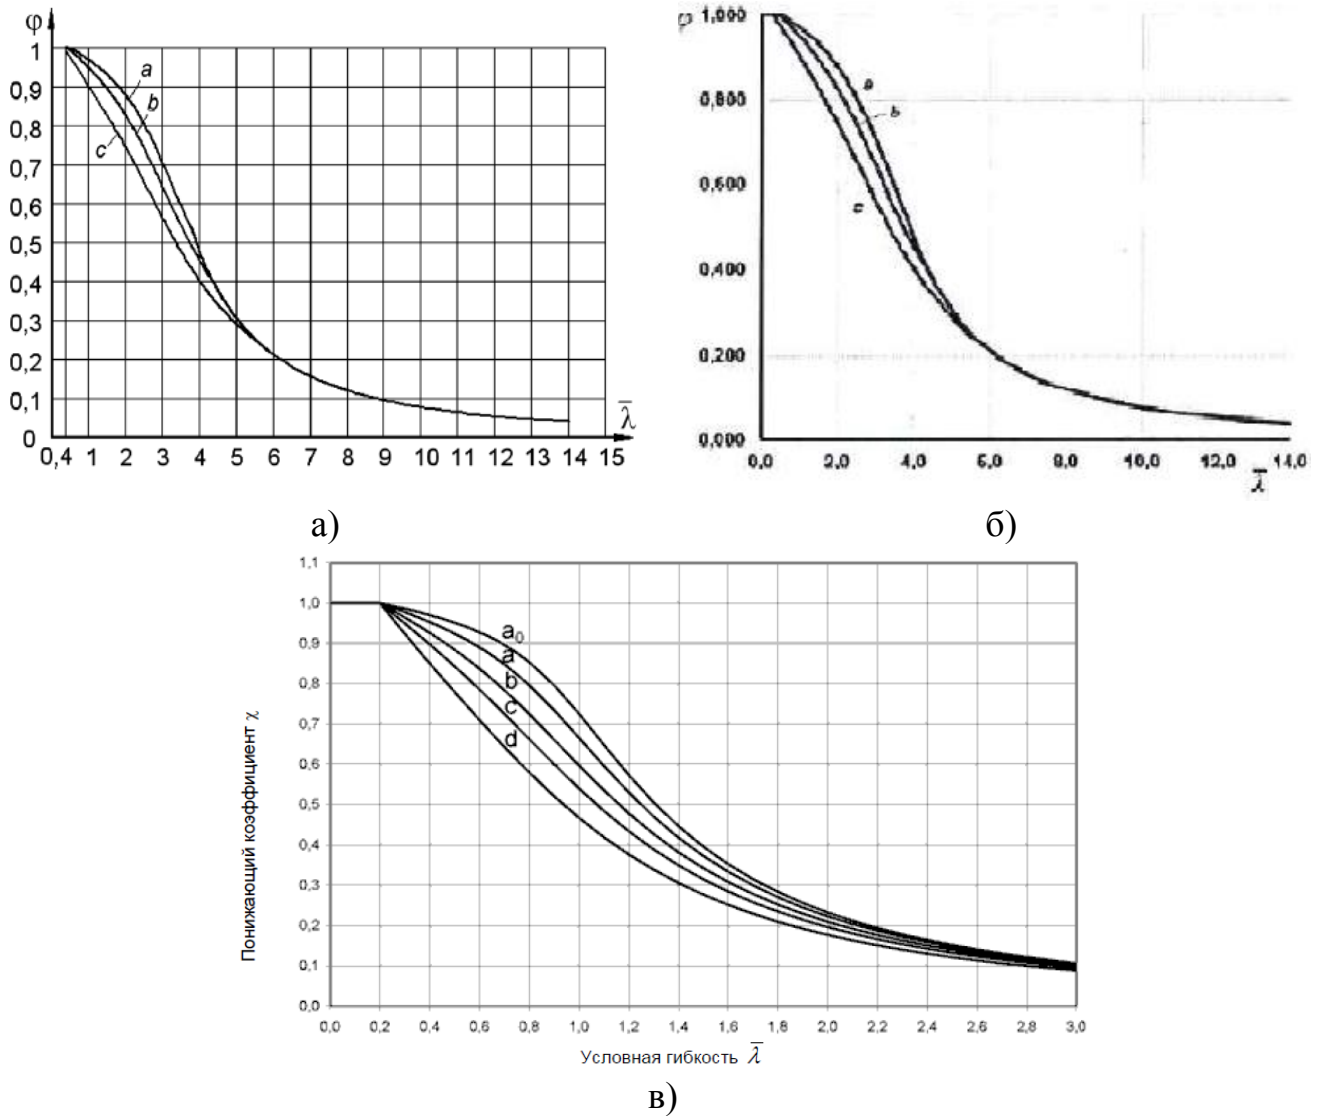 φ
1
0,9
0,8
0,7
0,6
0,5
0,4
0,3
0,2
0,1
0
a
b
c
0,4 1 2 3 4 5 6 7 8 9 10 11 12 13 14 15
λ̅
а)
φ 1,000
0,800
0,600
0,400
0,200
0,000
a
b
c
0,0 2,0 4,0 6,0 8,0 10,0 12,0 14,0
λ̅
б)
1,1
1,0
0,9
0,8
0,7
0,6
0,5
0,4
0,3
0,2
0,1
0,0
a₀
a
b
c
d
Понижающий коэффициент χ
0,0 0,2 0,4 0,6 0,8 1,0 1,2 1,4 1,6 1,8 2,0 2,2 2,4 2,6 2,8 3,0
Условная гибкость λ̅
в)